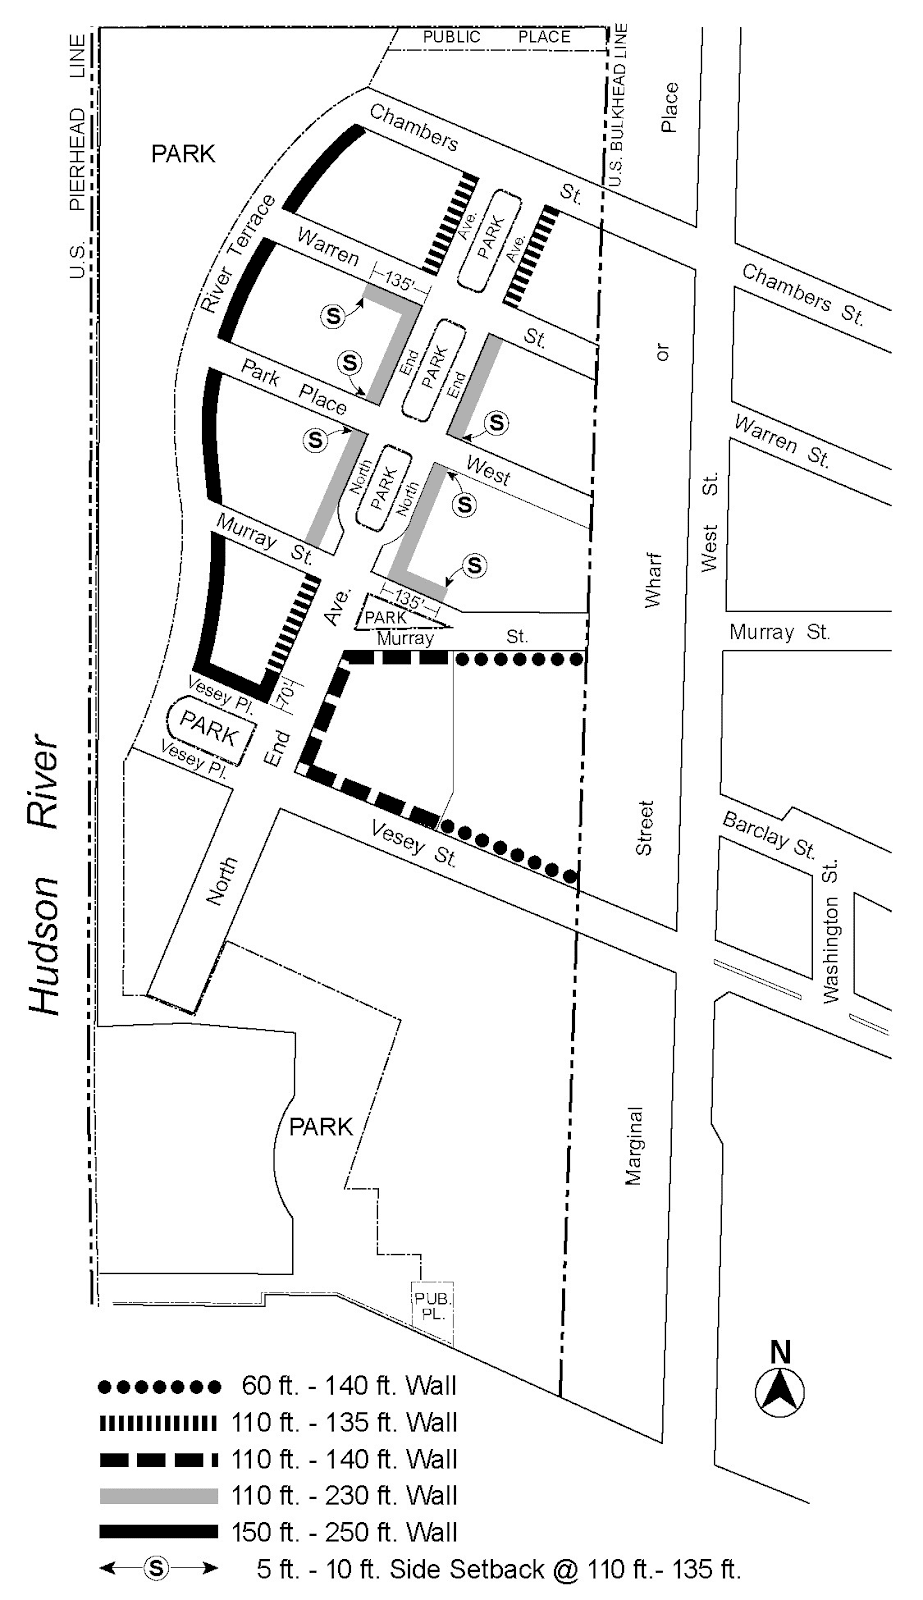 PUBLIC PLACE
U.S. PIERHEAD LINE
U.S. BULKHEAD LINE
Place
PARK
Chambers
St.
River Terrace
Ave.
PARK
Ave.
Warren
135'
Chambers St.
S
St.
or
S
End
PARK
End
Park Place
S
S
Warren St.
West
North
PARK
North
S
West St.
Murray St.
S
Wharf
135'
Ave.
PARK
Murray St.
Murray St.
Vesey Pl.
70'
PARK
End
Vesey Pl.
Hudson River
Vesey St.
Street
Barclay St.
North
Washington St.
PARK
Marginal
PUB.
PL.
N
60 ft. - 140 ft. Wall
110 ft. - 135 ft. Wall
110 ft. - 140 ft. Wall
110 ft. - 230 ft. Wall
150 ft. - 250 ft. Wall
S 5 ft. - 10 ft. Side Setback @ 110 ft.- 135 ft.